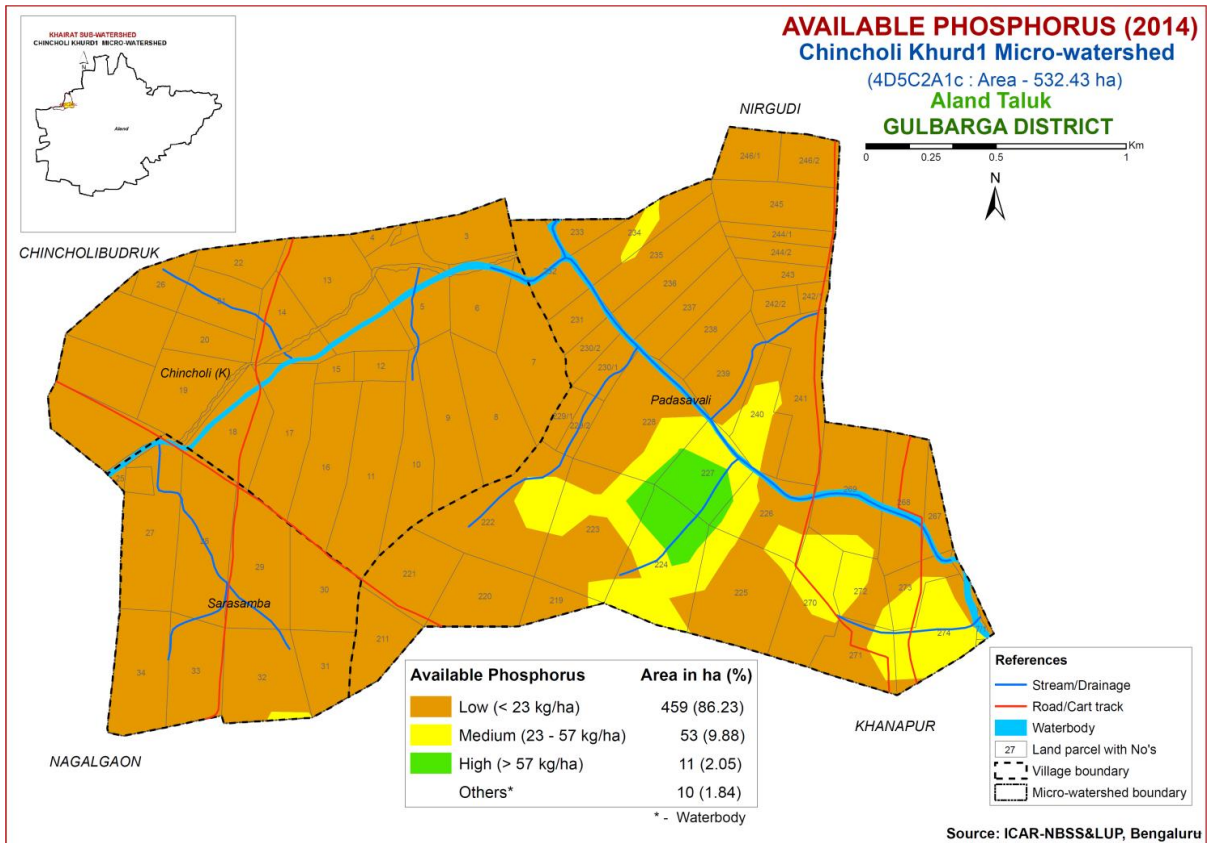 KHAIRAT SUB-WATERSHED
CHINCHOLI KHURD1 MICRO-WATERSHED
N
Aland
AVAILABLE PHOSPHORUS (2014)
Chincholi Khurd1 Micro-watershed
(4D5C2A1c : Area - 532.43 ha)
Aland Taluk
GULBARGA DISTRICT
Km
0 0.25 0.5 1
N
NIRGUDI
CHINCHOLIBUDRUK
246/1 246/2
245
244/1
244/2
243
242/2
233
234
235
236
237
238
239
240
241
231
230/2
230/1
229/1
228
227
226
3
4
13
22
26
21
14
20
19
5
6
7
15
12
9
8
18
17
16
11
10
Chincholi (K)
Padasavali
222
223
224
225
221
220
219
211
269
268
267
270
272
273
274
271
27
28
29
30
Sarasamba
34
33
32
31
NAGALGAON
KHANAPUR
Available Phosphorus Area in ha (%)
Low (< 23 kg/ha) 459 (86.23)
Medium (23 - 57 kg/ha) 53 (9.88)
High (> 57 kg/ha) 11 (2.05)
Others* 10 (1.84)
* - Waterbody
References
Stream/Drainage
Road/Cart track
Waterbody
27 Land parcel with No's
Village boundary
Micro-watershed boundary
Source: ICAR-NBSS&LUP, Bengaluru